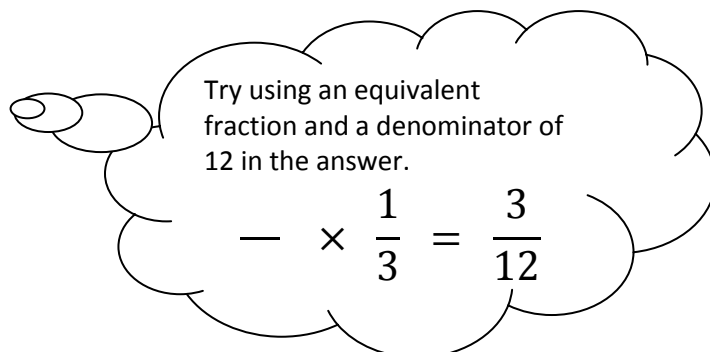 Try using an equivalent
fraction and a denominator of
12 in the answer.
— × 1/3 = 3/12